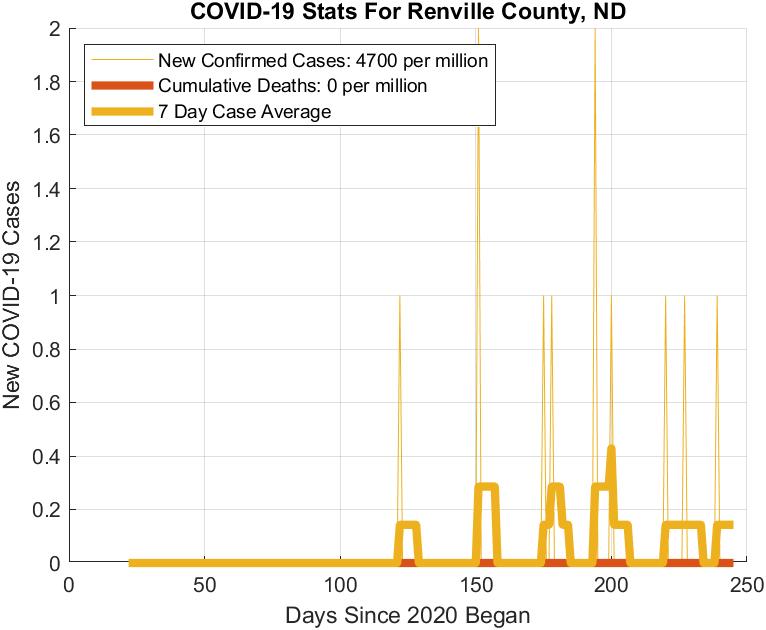 COVID-19 Stats For Renville County, ND
New Confirmed Cases: 4700 per million
Cumulative Deaths: 0 per million
7 Day Case Average
New COVID-19 Cases
2
1.8
1.6
1.4
1.2
1
0.8
0.6
0.4
0.2
0
0 50 100 150 200 250
Days Since 2020 Began